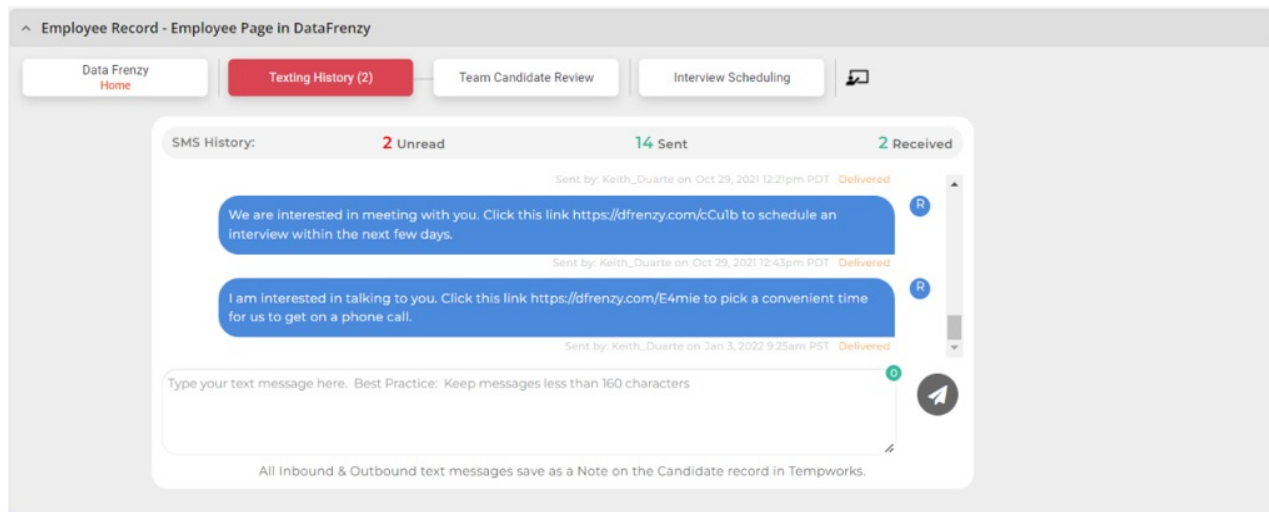 Employee Record - Employee Page in DataFrenzy
Data Frenzy
Home
Texting History (2)
Team Candidate Review
Interview Scheduling
SMS History:
2 Unread
14 Sent
2 Received
Sent by: Keith_Duarte on Oct 29, 2021 12:21pm PDT Delivered
We are interested in meeting with you. Click this link https://dfrenzy.com/cCu1b to schedule an
interview within the next few days.
R
Sent by: Keith_Duarte on Oct 29, 2021 12:43pm PDT Delivered
I am interested in talking to you. Click this link https://dfrenzy.com/E4mie to pick a convenient time
for us to get on a phone call.
R
Sent by: Keith_Duarte on Jan 3, 2022 9:25am PST Delivered
Type your text message here. Best Practice: Keep messages less than 160 characters
0
All Inbound & Outbound text messages save as a Note on the Candidate record in Tempworks.